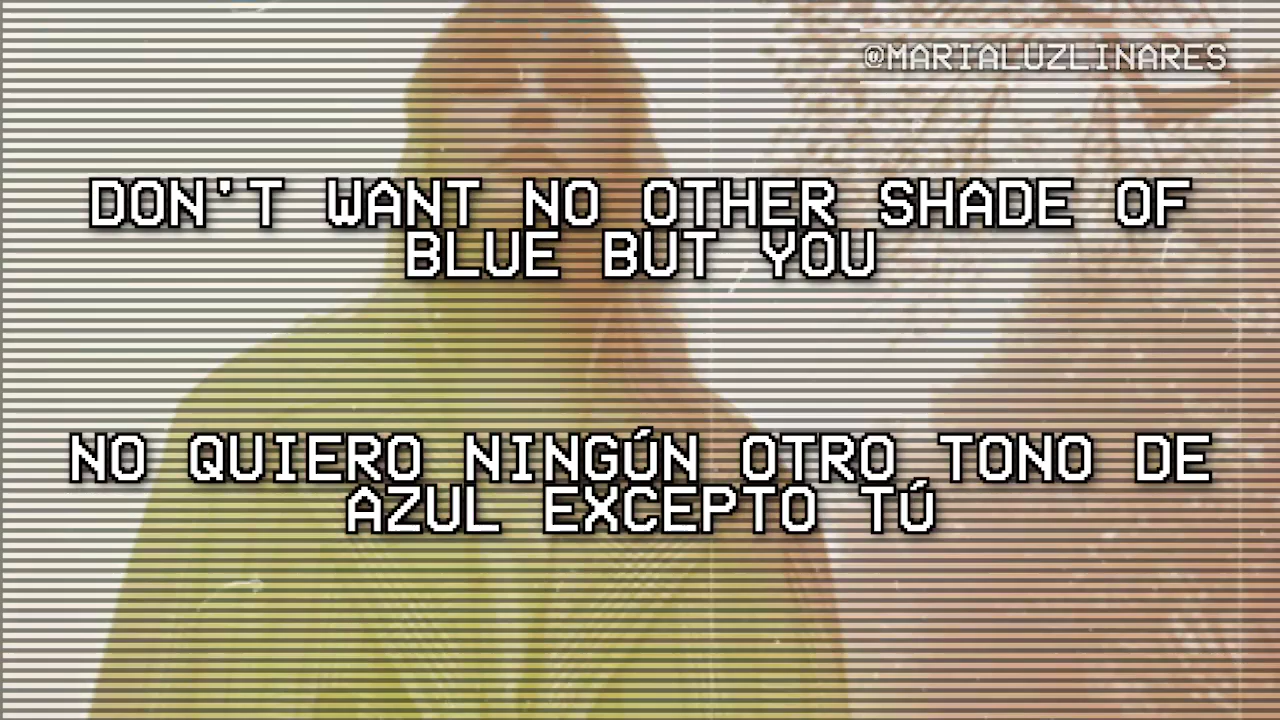 @MARIALUZLINARES
DON'T WANT NO OTHER SHADE OF
BLUE BUT YOU
NO QUIERO NINGÚN OTRO TONO DE
AZUL EXCEPTO TÚ